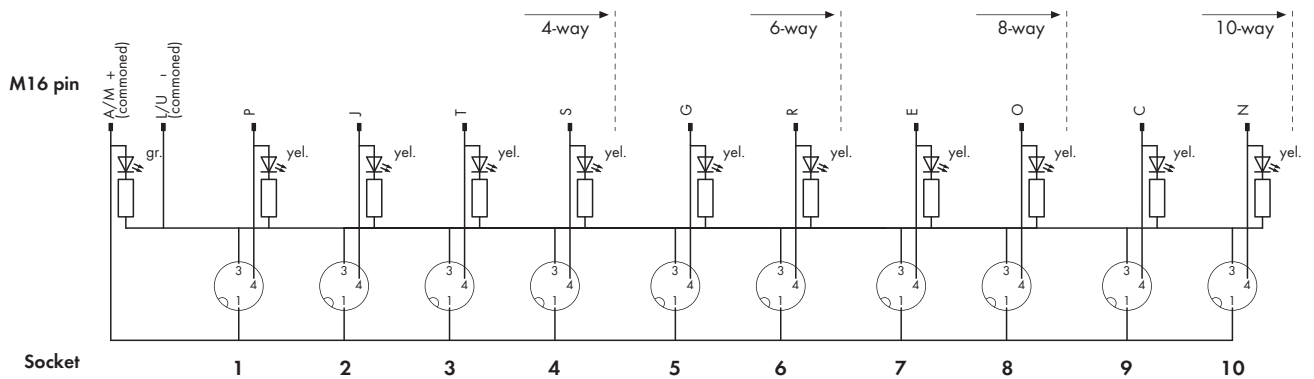 4-way
6-way
8-way
10-way
M16 pin
A/M +
(commoned)
L/U −
(commoned)
P
J
T
S
G
R
E
O
C
N
gr.
yel.
yel.
yel.
yel.
yel.
yel.
yel.
yel.
yel.
yel.
3
4
1
3
4
1
3
4
1
3
4
1
3
4
1
3
4
1
3
4
1
3
4
1
3
4
1
3
4
1
Socket
1
2
3
4
5
6
7
8
9
10